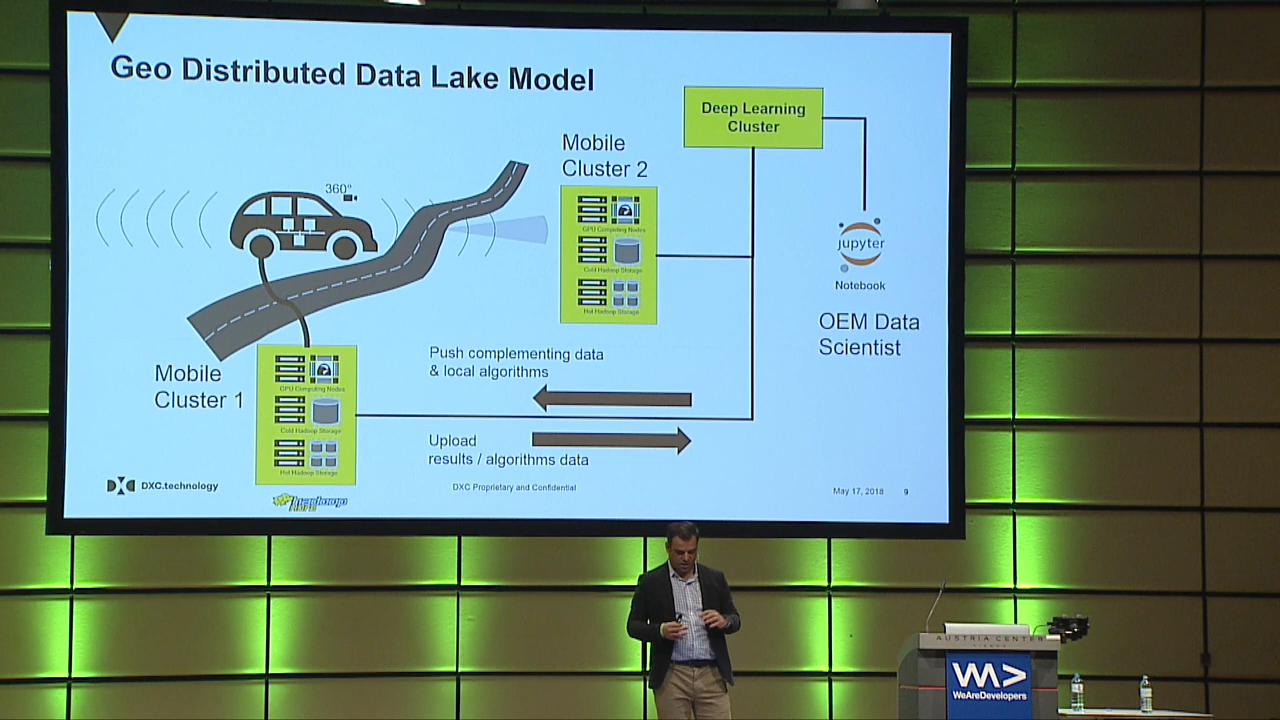 Geo Distributed Data Lake Model
Deep Learning
Cluster
Mobile
Cluster 2
360°
GPU Computing Nodes
Cold Hadoop Storage
Hot Hadoop Storage
jupyter
Notebook
OEM Data
Scientist
Push complementing data
& local algorithms
Mobile
Cluster 1
GPU Computing Nodes
Cold Hadoop Storage
Hot Hadoop Storage
Upload
results / algorithms data
DXC.technology
DXC Proprietary and Confidential
May 17, 2018
9
AUSTRIA CENTER
WeAreDevelopers